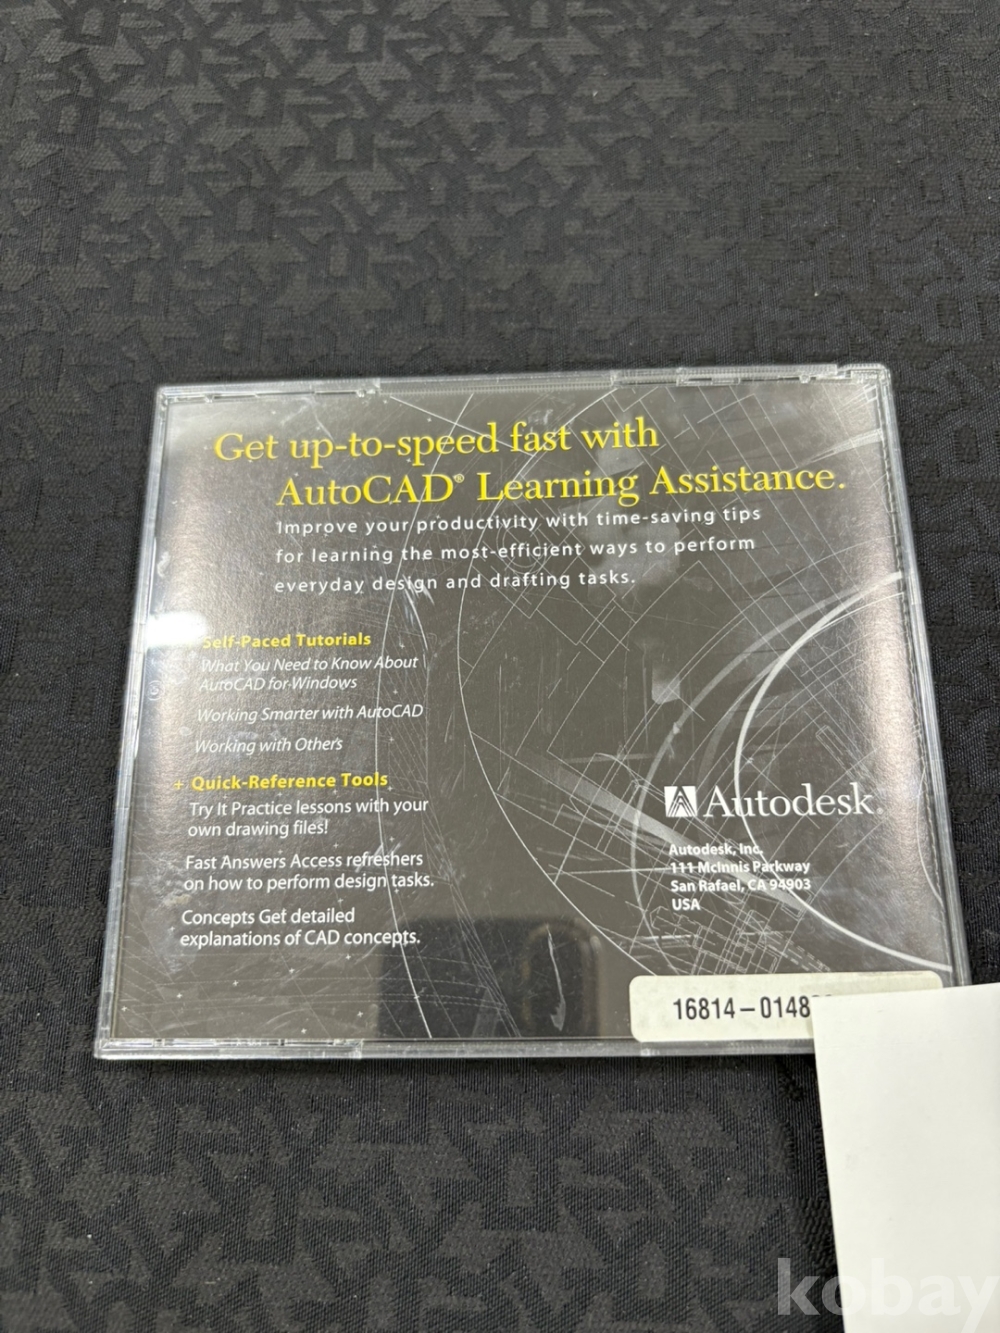 Get up-to-speed fast with
AutoCAD® Learning Assistance.
Improve your productivity with time-saving tips
for learning the most-efficient ways to perform
everyday design and drafting tasks.
Self-Paced Tutorials
What You Need to Know About
AutoCAD for Windows
Working Smarter with AutoCAD
Working with Others
+ Quick-Reference Tools
Try It Practice lessons with your
own drawing files!
Fast Answers Access refreshers
on how to perform design tasks.
Concepts Get detailed
explanations of CAD concepts.
Autodesk
Autodesk, Inc.
111 McInnis Parkway
San Rafael, CA 94903
USA
16814-0148
kobay